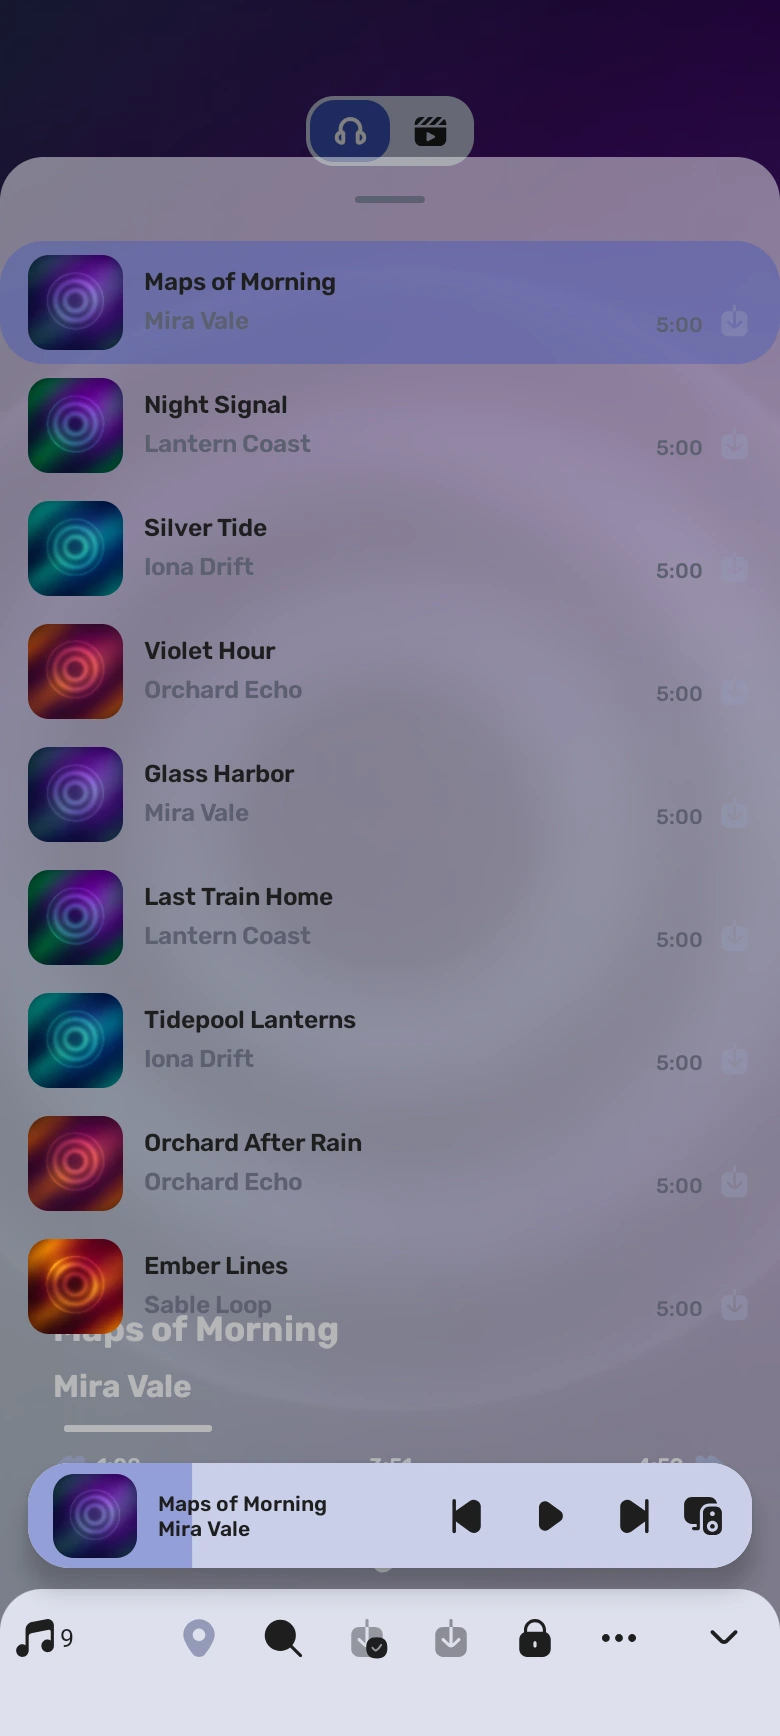 Maps of Morning
Mira Vale
5:00
Night Signal
Lantern Coast
5:00
Silver Tide
Iona Drift
5:00
Violet Hour
Orchard Echo
5:00
Glass Harbor
Mira Vale
5:00
Last Train Home
Lantern Coast
5:00
Tidepool Lanterns
Iona Drift
5:00
Orchard After Rain
Orchard Echo
5:00
Ember Lines
Sable Loop
5:00
Maps of Morning
Mira Vale
Maps of Morning
Mira Vale
9